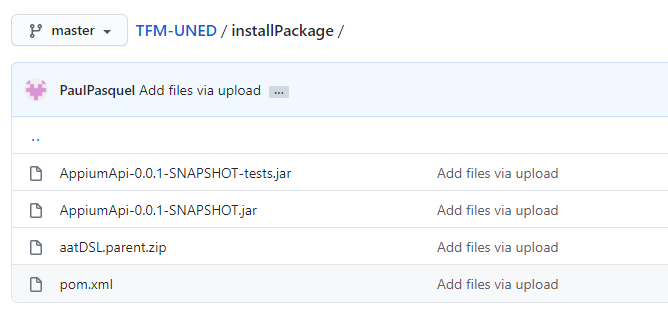 master TFM-UNED / installPackage /
PaulPasquel Add files via upload ...
..
AppiumApi-0.0.1-SNAPSHOT-tests.jar Add files via upload
AppiumApi-0.0.1-SNAPSHOT.jar Add files via upload
aatDSL.parent.zip Add files via upload
pom.xml Add files via upload